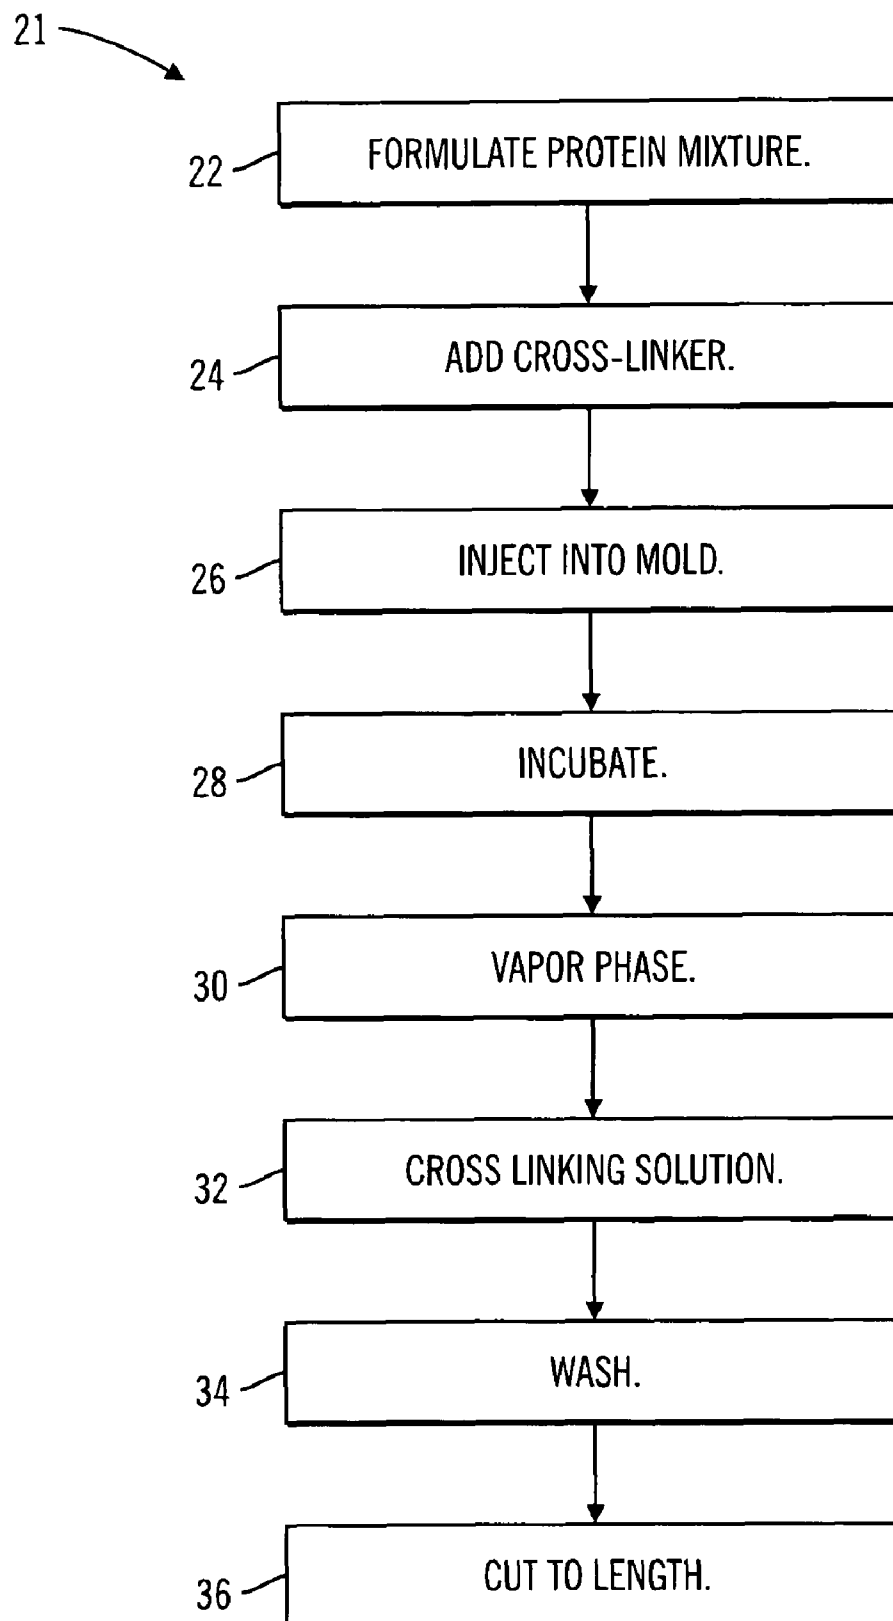 21
22 FORMULATE PROTEIN MIXTURE.
24 ADD CROSS-LINKER.
26 INJECT INTO MOLD.
28 INCUBATE.
30 VAPOR PHASE.
32 CROSS LINKING SOLUTION.
34 WASH.
36 CUT TO LENGTH.